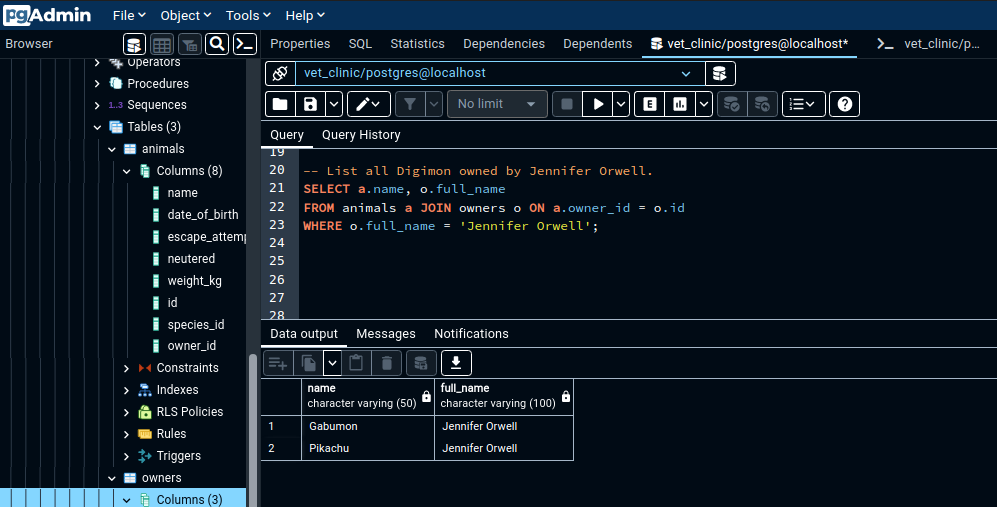 pgAdmin File Object Tools Help
Browser
Properties SQL Statistics Dependencies Dependents vet_clinic/postgres@localhost* vet_clinic/p...
Operators
Procedures
1..3 Sequences
Tables (3)
animals
Columns (8)
name
date_of_birth
escape_attemp
neutered
weight_kg
id
species_id
owner_id
Constraints
Indexes
RLS Policies
Rules
Triggers
owners
Columns (3)
vet_clinic/postgres@localhost
No limit
E
Query Query History
19
20 -- List all Digimon owned by Jennifer Orwell.
21 SELECT a.name, o.full_name
22 FROM animals a JOIN owners o ON a.owner_id = o.id
23 WHERE o.full_name = 'Jennifer Orwell';
24
25
26
27
28
Data output Messages Notifications
name full_name
character varying (50) character varying (100)
1 Gabumon Jennifer Orwell
2 Pikachu Jennifer Orwell